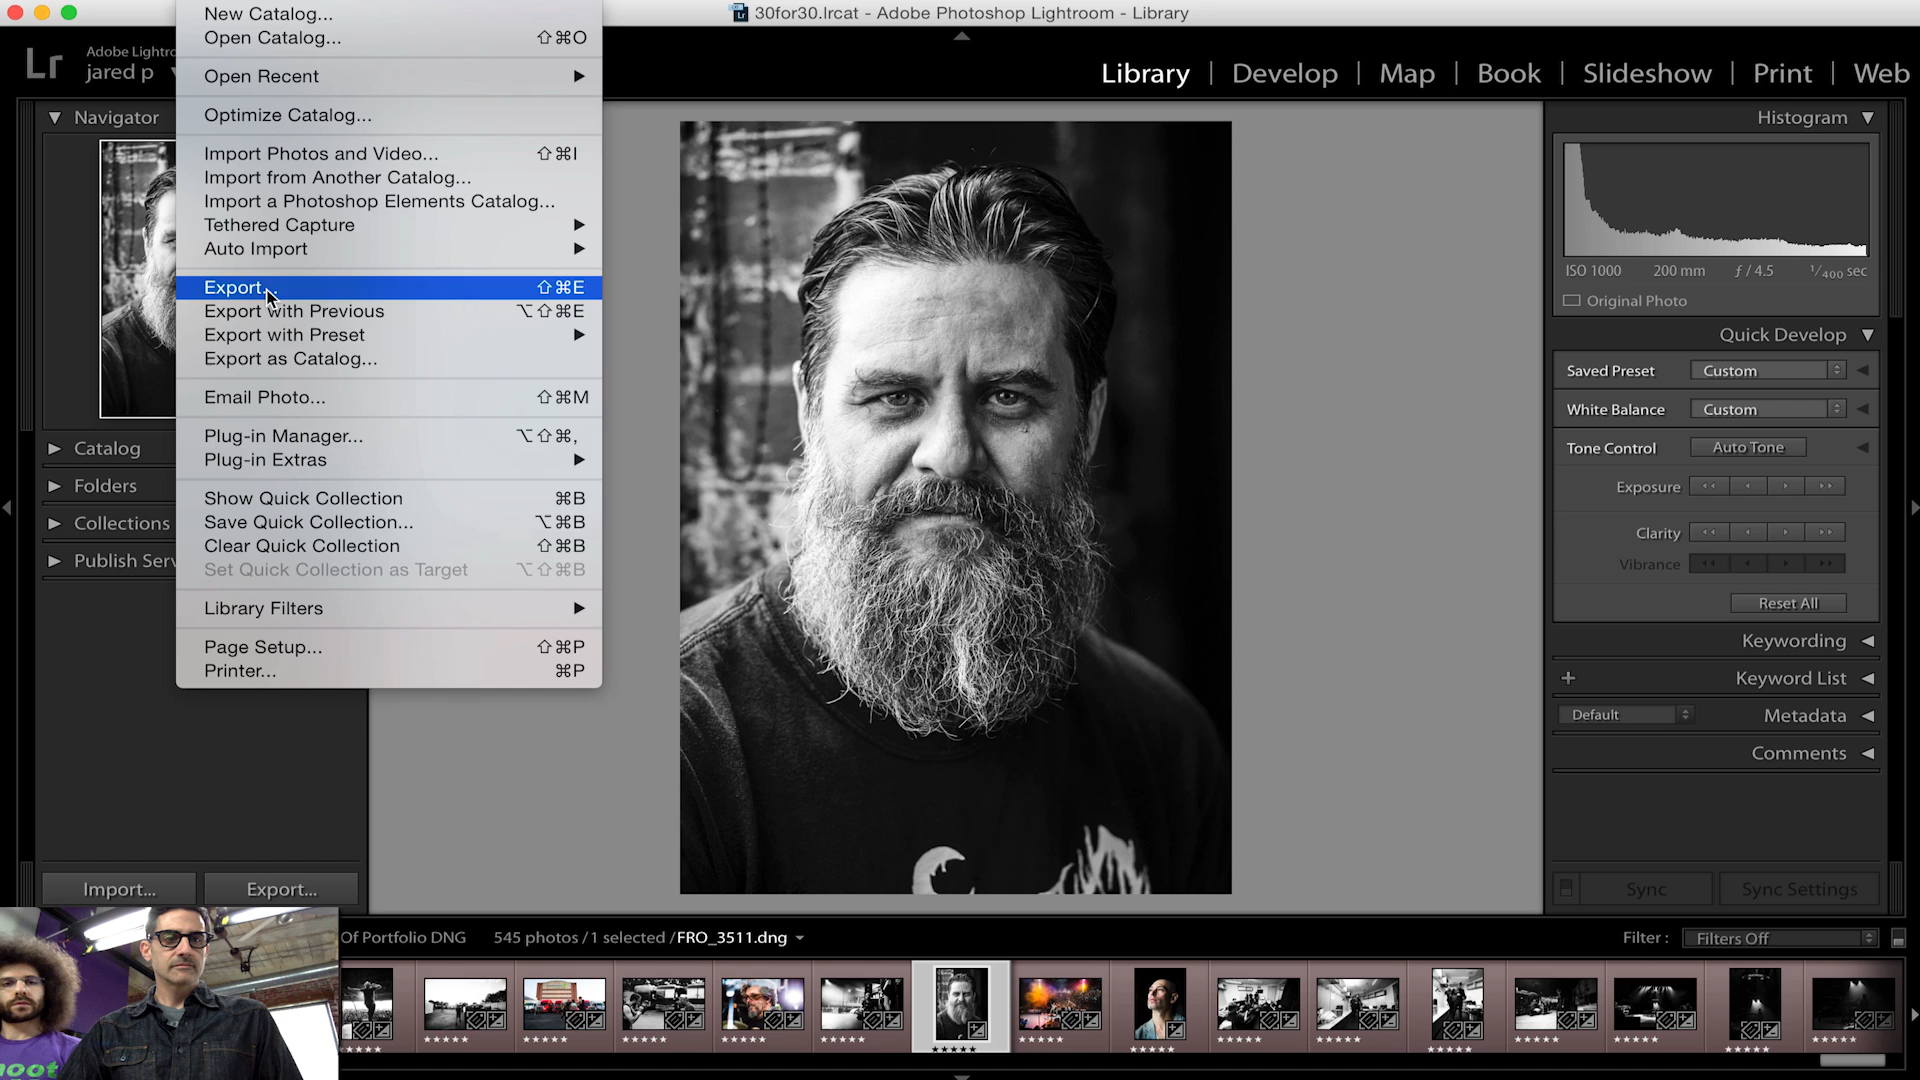 30for30.lrcat - Adobe Photoshop Lightroom - Library
Lr
Adobe Lightro
jared p
Library | Develop | Map | Book | Slideshow | Print | Web
New Catalog...
Open Catalog... ⇧⌘O
Open Recent
Optimize Catalog...
Import Photos and Video... ⇧⌘I
Import from Another Catalog...
Import a Photoshop Elements Catalog...
Tethered Capture
Auto Import
Export... ⇧⌘E
Export with Previous ⌥⇧⌘E
Export with Preset
Export as Catalog...
Email Photo... ⇧⌘M
Plug-in Manager... ⌥⇧⌘,
Plug-in Extras
Show Quick Collection ⌘B
Save Quick Collection... ⌥⌘B
Clear Quick Collection ⇧⌘B
Set Quick Collection as Target ⌥⇧⌘B
Library Filters
Page Setup... ⇧⌘P
Printer... ⌘P
Navigator
Catalog
Folders
Collections
Publish Serv
Import...
Export...
Histogram
ISO 1000 200 mm ƒ / 4.5 1/400 sec
Original Photo
Quick Develop
Saved Preset Custom
White Balance Custom
Tone Control Auto Tone
Exposure
Clarity
Vibrance
Reset All
Keywording
Keyword List
Default Metadata
Comments
Sync
Sync Settings
Of Portfolio DNG 545 photos / 1 selected / FRO_3511.dng
Filter : Filters Off
hoot